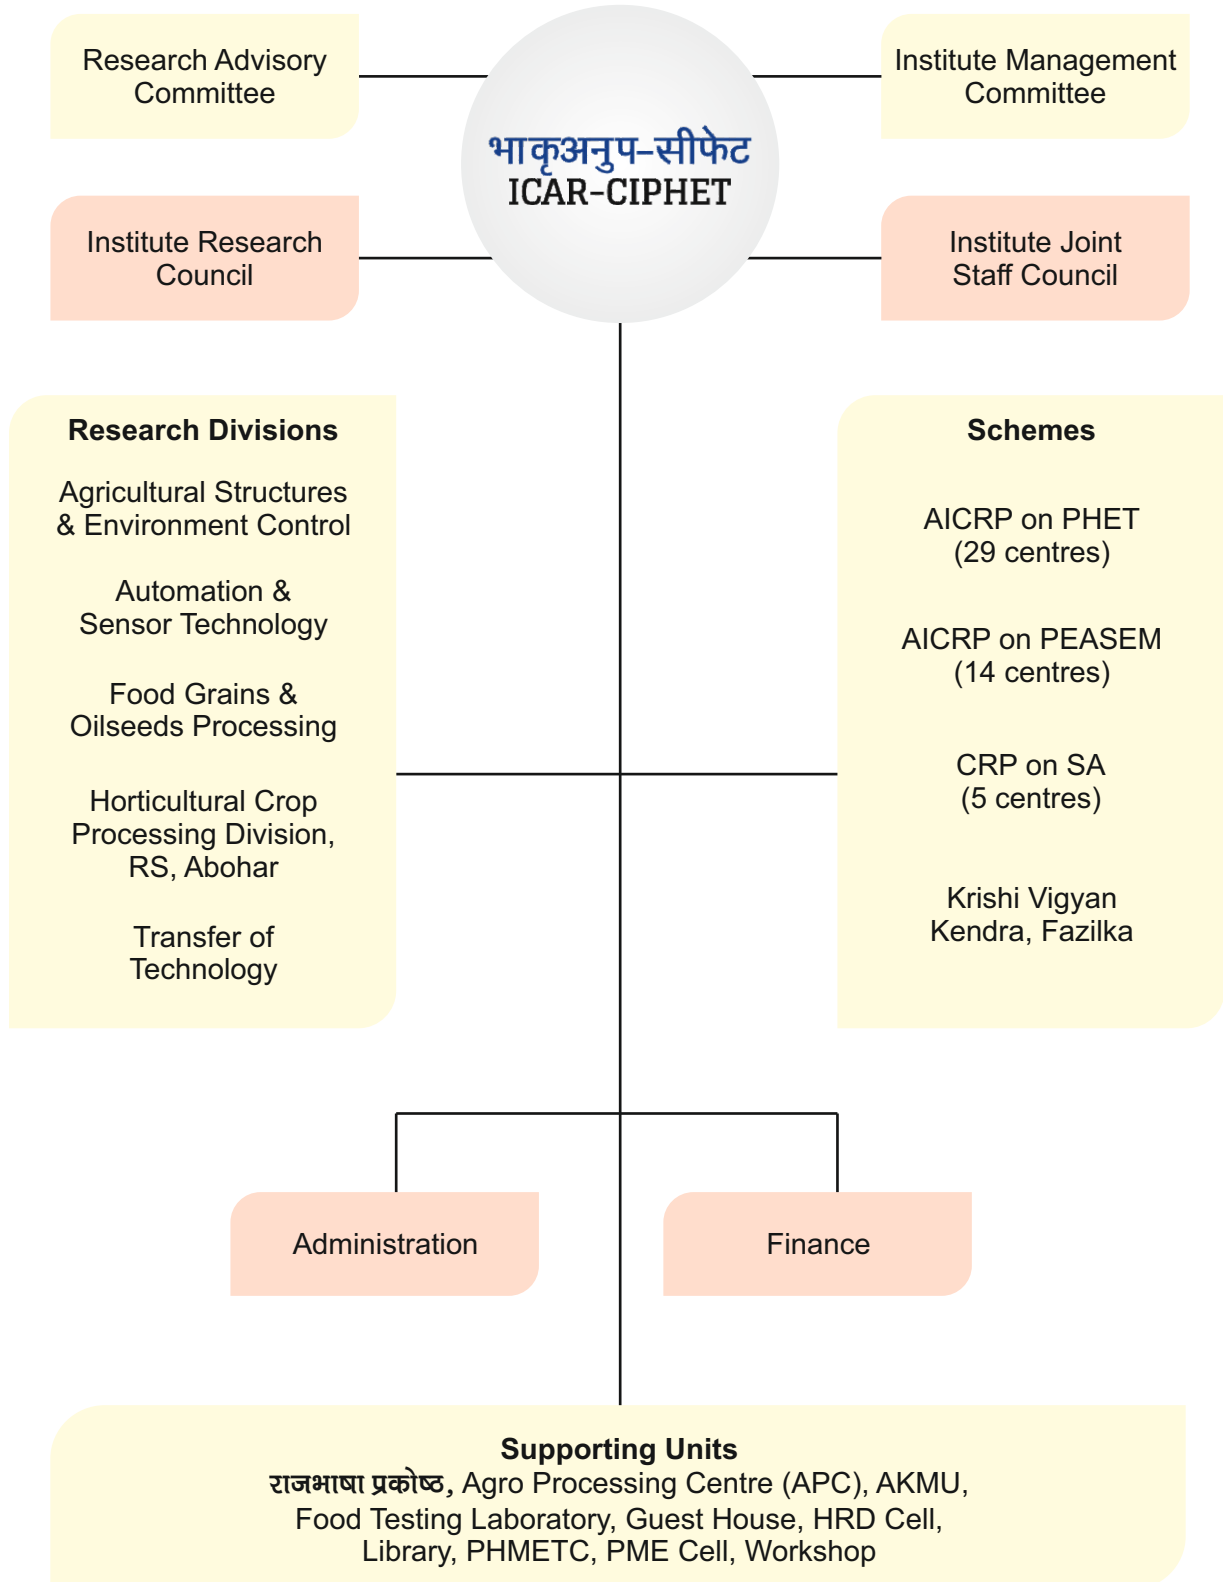 Research Advisory
Committee
Institute Management
Committee
भाकृअनुप–सीफेट
ICAR–CIPHET
Institute Research
Council
Institute Joint
Staff Council
Research Divisions
Agricultural Structures
& Environment Control
Automation &
Sensor Technology
Food Grains &
Oilseeds Processing
Horticultural Crop
Processing Division,
RS, Abohar
Transfer of
Technology
Schemes
AICRP on PHET
(29 centres)
AICRP on PEASEM
(14 centres)
CRP on SA
(5 centres)
Krishi Vigyan
Kendra, Fazilka
Administration
Finance
Supporting Units
राजभाषा प्रकोष्ठ, Agro Processing Centre (APC), AKMU,
Food Testing Laboratory, Guest House, HRD Cell,
Library, PHMETC, PME Cell, Workshop